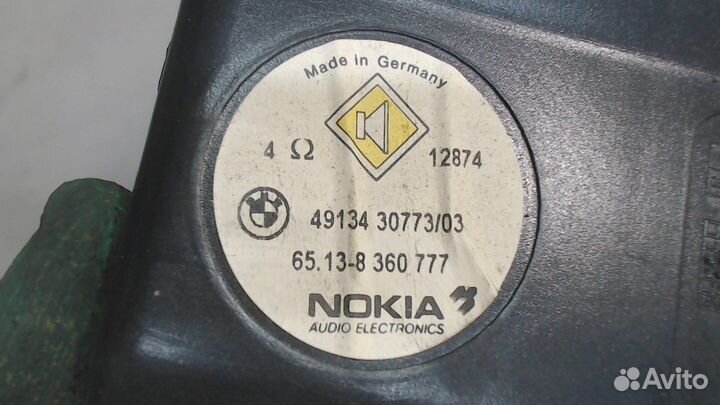 Made in Germany
4 Ω 12874
49134 30773/03
65.13-8 360 777
NOKIA
AUDIO ELECTRONICS
Avito